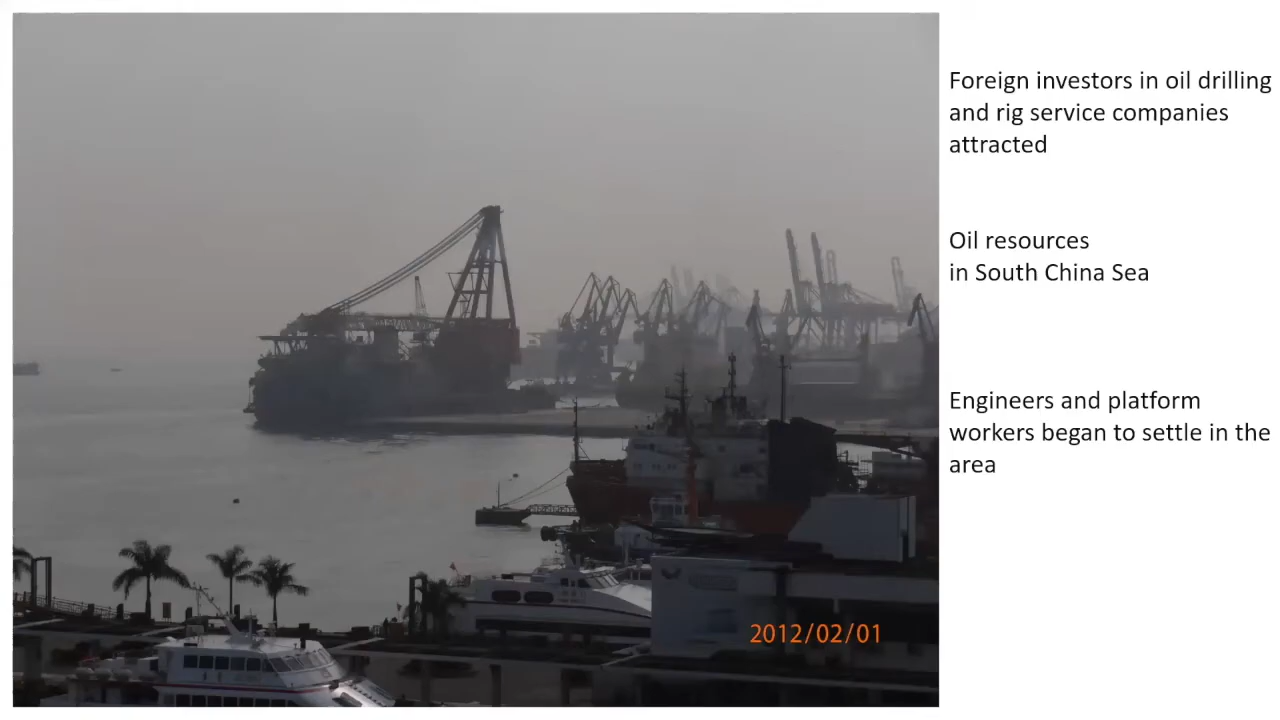 Foreign investors in oil drilling
and rig service companies
attracted
Oil resources
in South China Sea
Engineers and platform
workers began to settle in the
area
2012/02/01